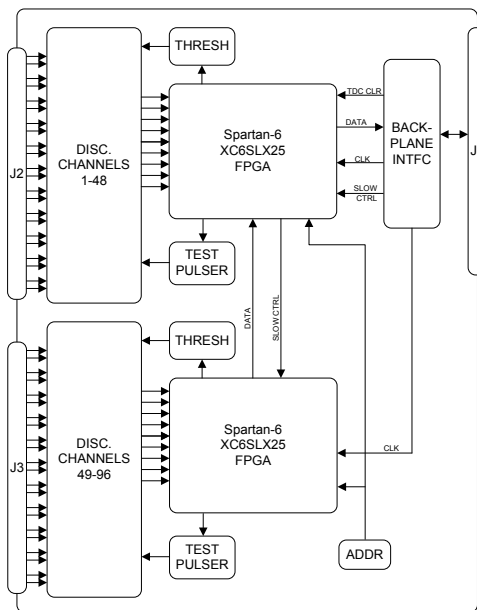 J2
DISC.
CHANNELS
1-48
THRESH
Spartan-6
XC6SLX25
FPGA
TEST
PULSER
TDC CLR
DATA
CLK
SLOW
CTRL
BACK-
PLANE
INTFC
J
DATA
SLOW CTRL
J3
DISC.
CHANNELS
49-96
THRESH
Spartan-6
XC6SLX25
FPGA
TEST
PULSER
CLK
ADDR